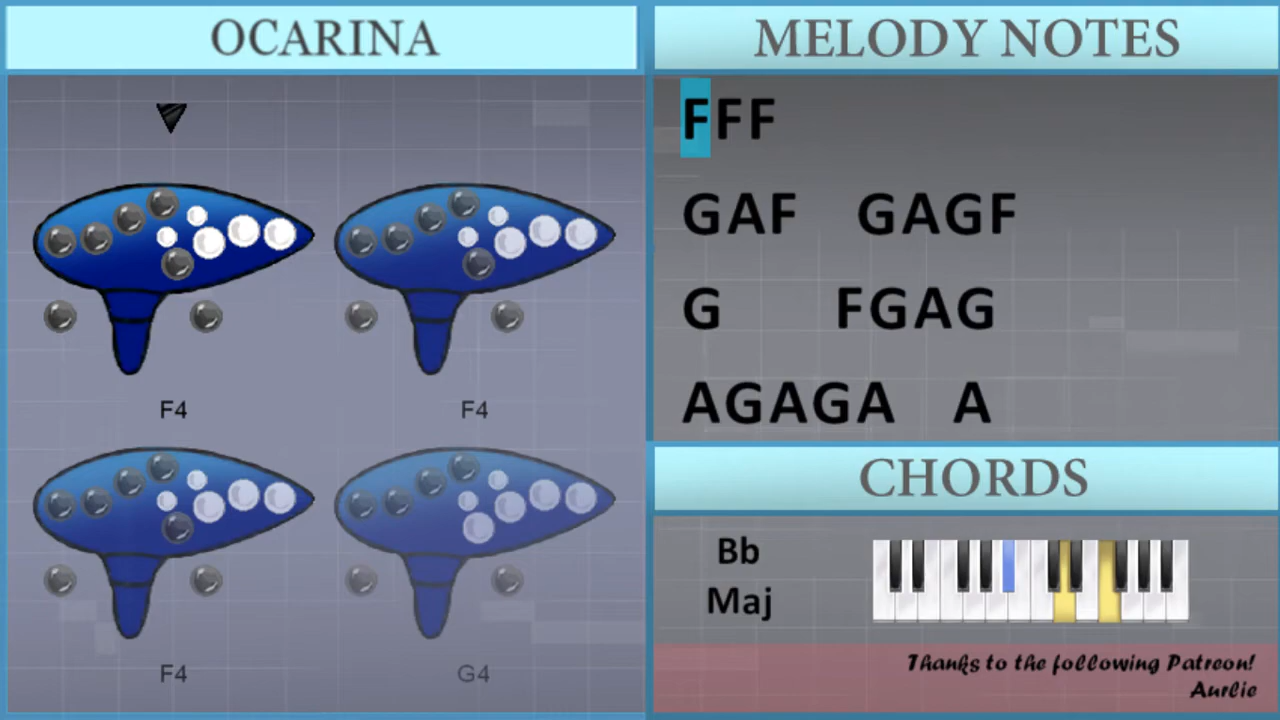 OCARINA
F4 F4
F4 G4
MELODY NOTES
FFF
GAF GAGF
G FGAG
AGAGA A
CHORDS
Bb
Maj
Thanks to the following Patreon!
Aurlie